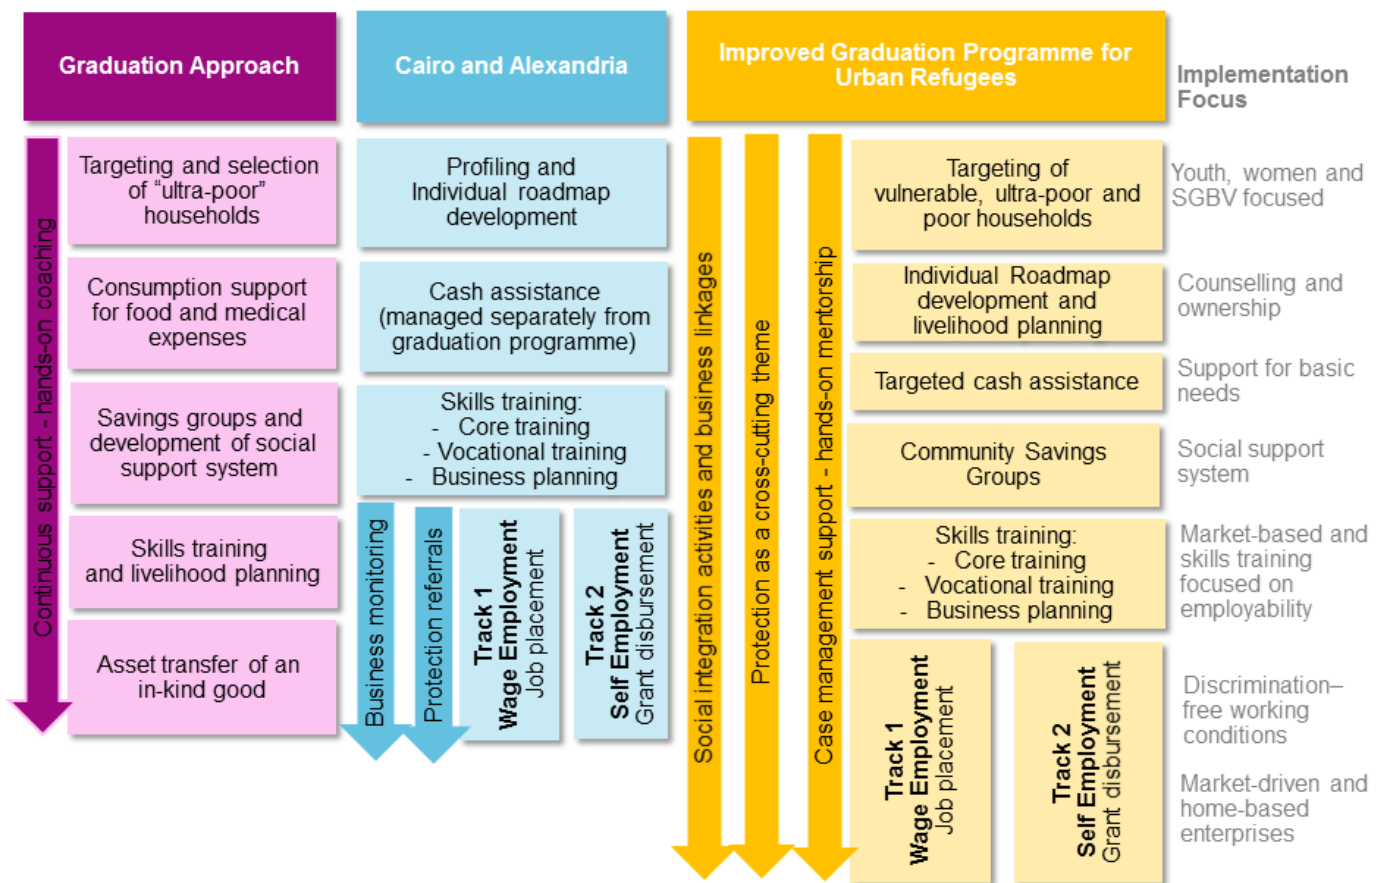 Graduation Approach
Continuous support - hands-on coaching
Targeting and selection
of “ultra-poor”
households
Consumption support
for food and medical
expenses
Savings groups and
development of social
support system
Skills training
and livelihood planning
Asset transfer of an
in-kind good
Cairo and Alexandria
Profiling and
Individual roadmap
development
Cash assistance
(managed separately from
graduation programme)
Skills training:
- Core training
- Vocational training
- Business planning
Business monitoring
Protection referrals
Track 1
Wage Employment
Job placement
Track 2
Self Employment
Grant disbursement
Improved Graduation Programme for
Urban Refugees
Social integration activities and business linkages
Protection as a cross-cutting theme
Case management support - hands-on mentorship
Targeting of
vulnerable, ultra-poor and
poor households
Individual Roadmap
development and
livelihood planning
Targeted cash assistance
Community Savings
Groups
Skills training:
- Core training
- Vocational training
- Business planning
Track 1
Wage Employment
Job placement
Track 2
Self Employment
Grant disbursement
Implementation
Focus
Youth, women and
SGBV focused
Counselling and
ownership
Support for basic
needs
Social support
system
Market-based and
skills training
focused on
employability
Discrimination–
free working
conditions
Market-driven and
home-based
enterprises